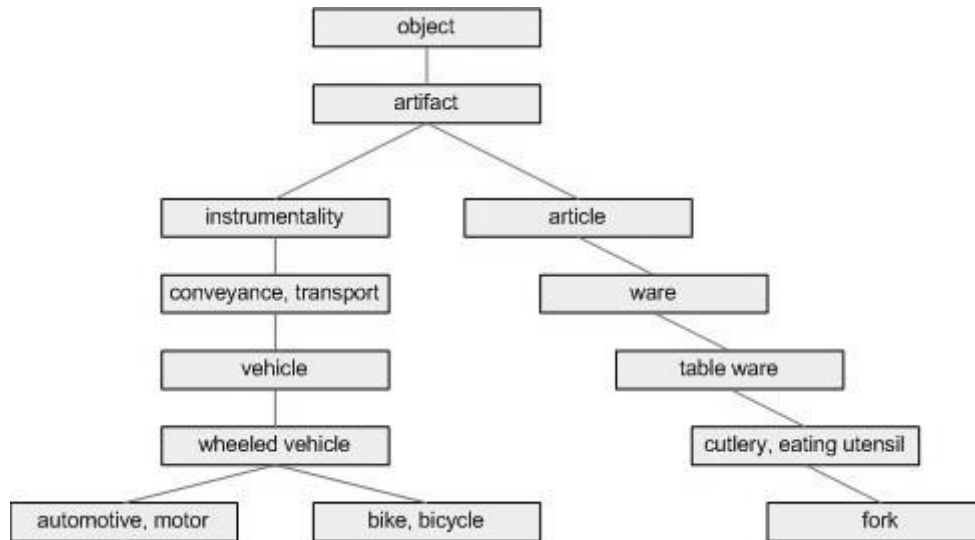 object
artifact
instrumentality
article
conveyance, transport
ware
vehicle
table ware
wheeled vehicle
cutlery, eating utensil
automotive, motor
bike, bicycle
fork